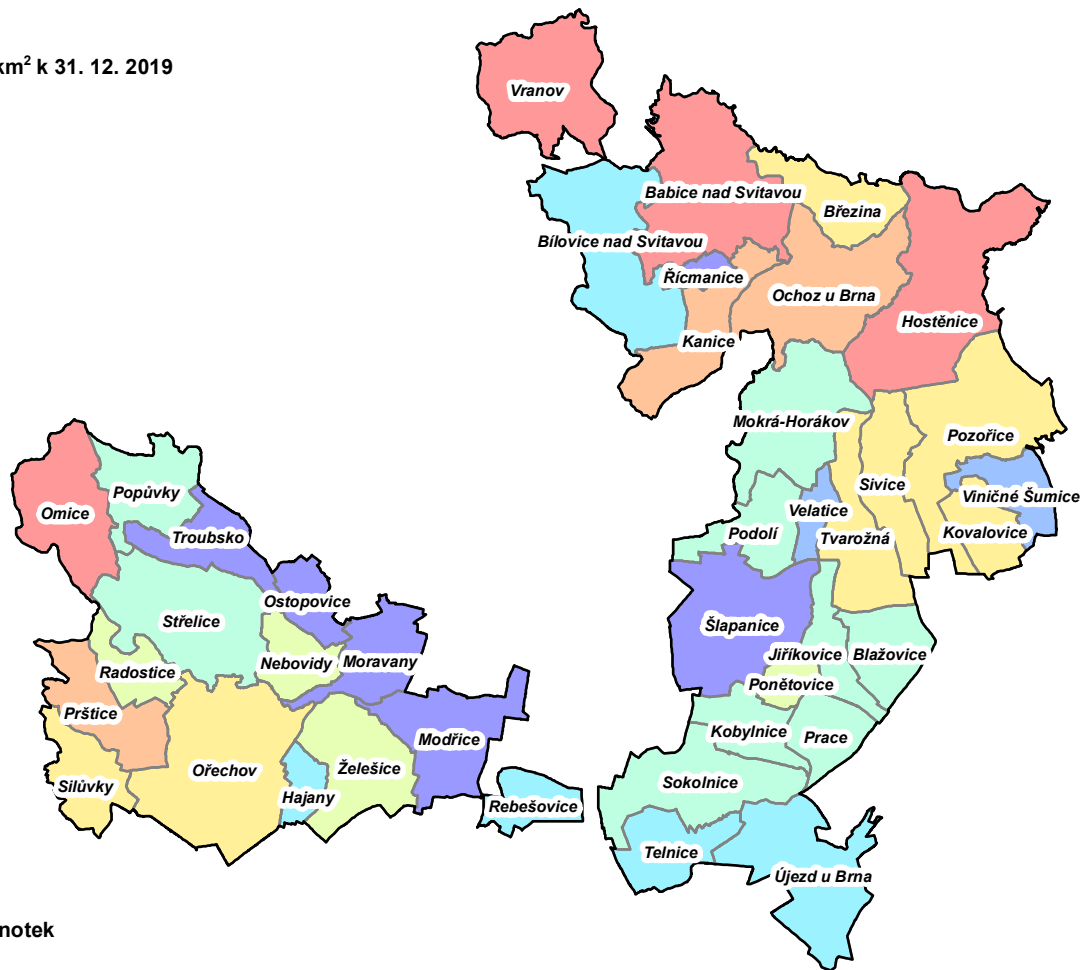 km² k 31. 12. 2019
Vranov
Babice nad Svitavou
Březina
Bílovice nad Svitavou
Řícmanice
Ochoz u Brna
Hostěnice
Kanice
Mokrá-Horákov
Pozořice
Sivice
Viničné Šumice
Popůvky
Omice
Velatice
Troubsko
Podolí
Tvarožná
Kovalovice
Ostopovice
Střelice
Šlapanice
Nebovidy
Moravany
Jiříkovice
Blažovice
Radostice
Ponětovice
Prštice
Kobylnice
Prace
Modřice
Ořechov
Želešice
Silůvky
Sokolnice
Hajany
Rebešovice
Telnice
Újezd u Brna
notek